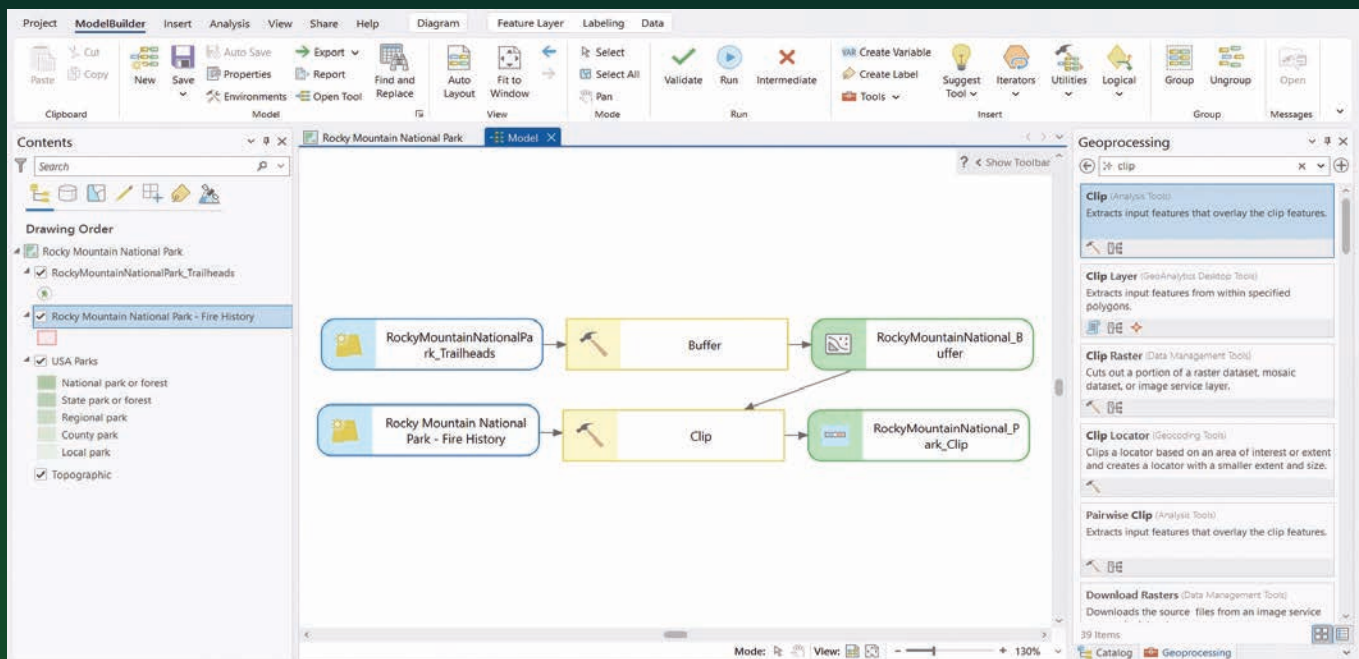 Project ModelBuilder Insert Analysis View Share Help Diagram Feature Layer Labeling Data
Paste
Cut
Copy
Clipboard
New
Save
Auto Save
Properties
Environments
Export
Report
Open Tool
Find and
Replace
Model
Auto
Layout
Fit to
Window
View
Select
Select All
Pan
Mode
Validate
Run
Intermediate
Run
VAR Create Variable
Create Label
Tools
Suggest
Tool
Iterators
Utilities
Logical
Insert
Group
Ungroup
Group
Open
Messages
Contents
Search
Drawing Order
Rocky Mountain National Park
RockyMountainNationalPark_Trailheads
Rocky Mountain National Park - Fire History
USA Parks
National park or forest
State park or forest
Regional park
County park
Local park
Topographic
Rocky Mountain National Park
Model
? < Show Toolbar
RockyMountainNationalPa
rk_Trailheads
Buffer
RockyMountainNational_B
uffer
Rocky Mountain National
Park - Fire History
Clip
RockyMountainNational_P
ark_Clip
Mode: View: 130%
Geoprocessing
clip
Clip (Analysis Tools)
Extracts input features that overlay the clip features.
Clip Layer (GeoAnalytics Desktop Tools)
Extracts input features from within specified
polygons.
Clip Raster (Data Management Tools)
Cuts out a portion of a raster dataset, mosaic
dataset, or image service layer.
Clip Locator (Geocoding Tools)
Clips a locator based on an area of interest or extent
and creates a locator with a smaller extent and size.
Pairwise Clip (Analysis Tools)
Extracts input features that overlay the clip features.
Download Rasters (Data Management Tools)
Downloads the source files from an image service
39 Items
Catalog Geoprocessing